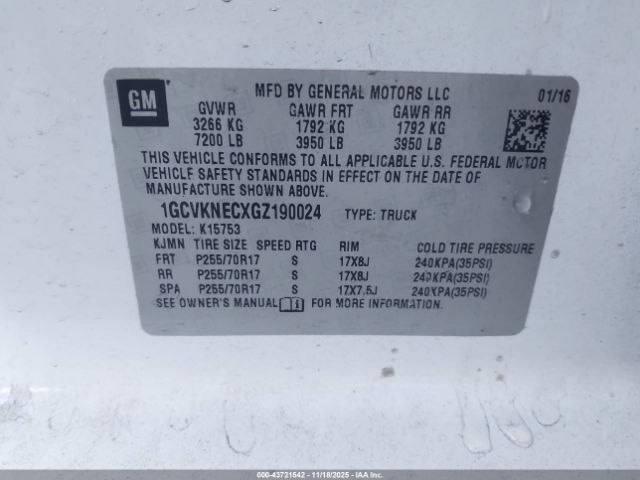 GM
MFD BY GENERAL MOTORS LLC 01/16
GVWR GAWR FRT GAWR RR
3266 KG 1792 KG 1792 KG
7200 LB 3950 LB 3950 LB
THIS VEHICLE CONFORMS TO ALL APPLICABLE U.S. FEDERAL MOTOR
VEHICLE SAFETY STANDARDS IN EFFECT ON THE DATE OF
MANUFACTURE SHOWN ABOVE.
1GCVKNECXGZ190024 TYPE: TRUCK
MODEL: K15753
KJMN TIRE SIZE SPEED RTG RIM COLD TIRE PRESSURE
FRT P255/70R17 S 17X8J 240KPA(35PSI)
RR P255/70R17 S 17X8J 240KPA(35PSI)
SPA P255/70R17 S 17X7.5J 240KPA(35PSI)
SEE OWNER'S MANUAL FOR MORE INFORMATION.
000-43721542 - 11/18/2025 - IAAI.COM